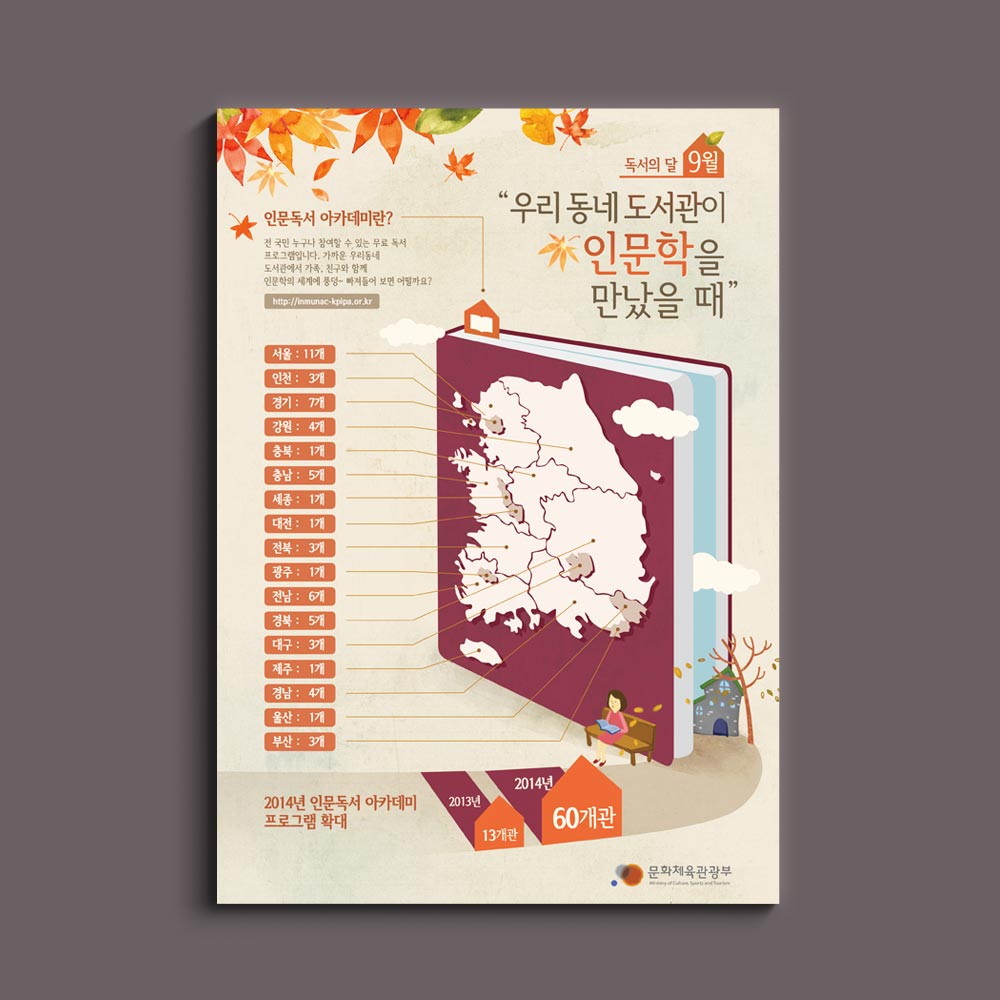 독서의 달 9월
“우리 동네 도서관이
인문학을
만났을 때”
인문독서 아카데미란?
전 국민 누구나 참여할 수 있는 무료 독서
프로그램입니다. 가까운 우리동네
도서관에서 가족, 친구와 함께
인문학의 세계에 풍덩~ 빠져들어 보면 어떨까요?
http://inmunac-kpipa.or.kr
서울 : 11개
인천 : 3개
경기 : 7개
강원 : 4개
충북 : 1개
충남 : 5개
세종 : 1개
대전 : 1개
전북 : 3개
광주 : 1개
전남 : 6개
경북 : 5개
대구 : 3개
제주 : 1개
경남 : 4개
울산 : 1개
부산 : 3개
2014년 인문독서 아카데미
프로그램 확대
2013년
13개관
2014년
60개관
문화체육관광부
Ministry of Culture, Sports and Tourism